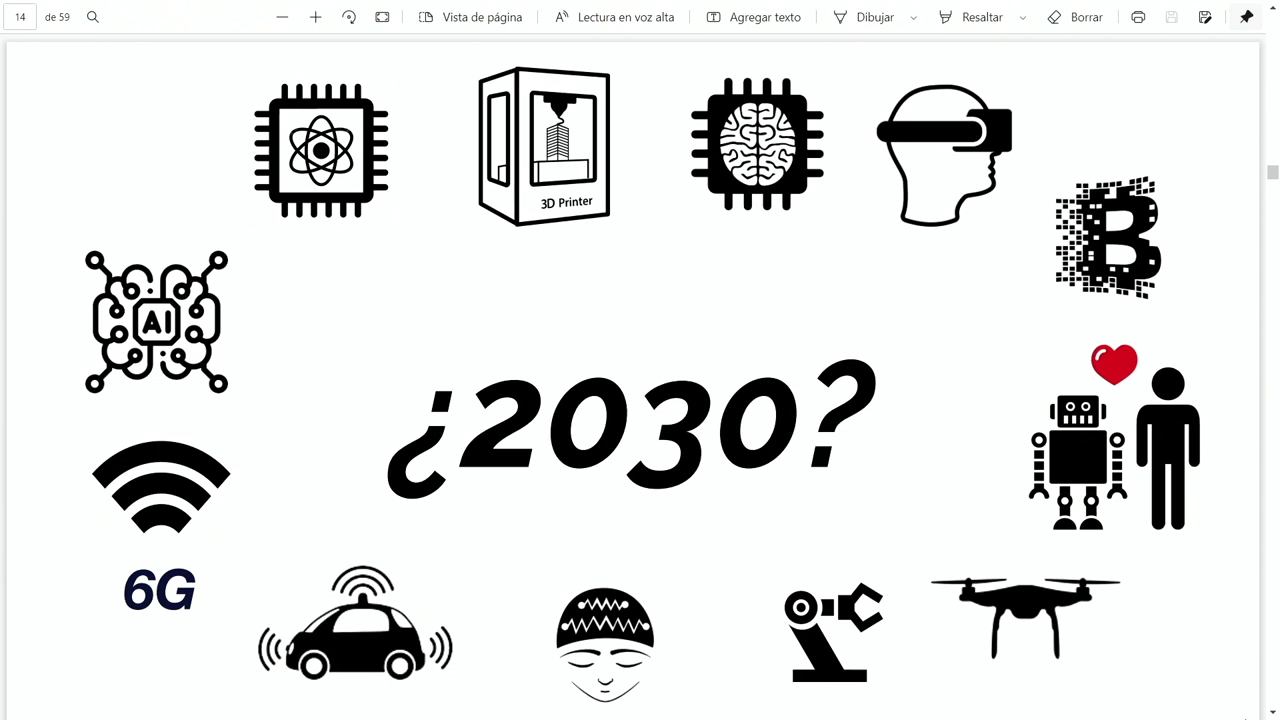 14 de 59 Vista de página Lectura en voz alta Agregar texto Dibujar Resaltar Borrar
3D Printer
B
AI
¿2030?
6G